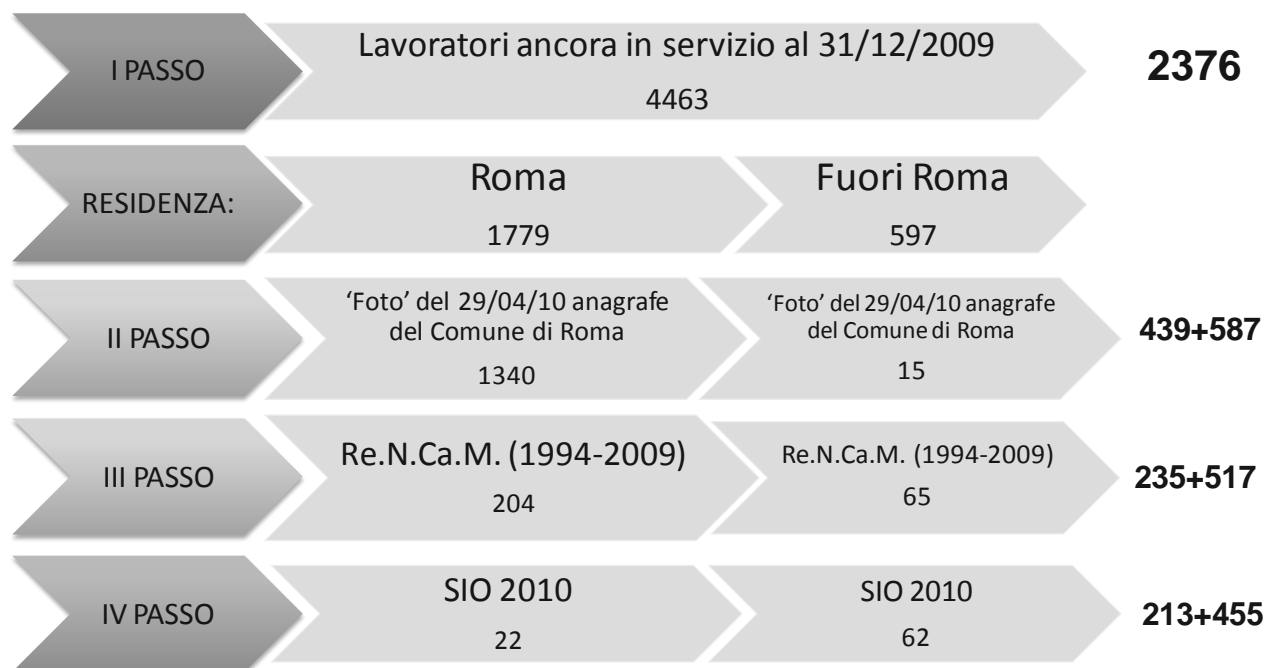 I PASSO
Lavoratori ancora in servizio al 31/12/2009
4463
2376
RESIDENZA:
Roma
1779
Fuori Roma
597
II PASSO
‘Foto’ del 29/04/10 anagrafe
del Comune di Roma
1340
‘Foto’ del 29/04/10 anagrafe
del Comune di Roma
15
439+587
III PASSO
Re.N.Ca.M. (1994-2009)
204
Re.N.Ca.M. (1994-2009)
65
235+517
IV PASSO
SIO 2010
22
SIO 2010
62
213+455